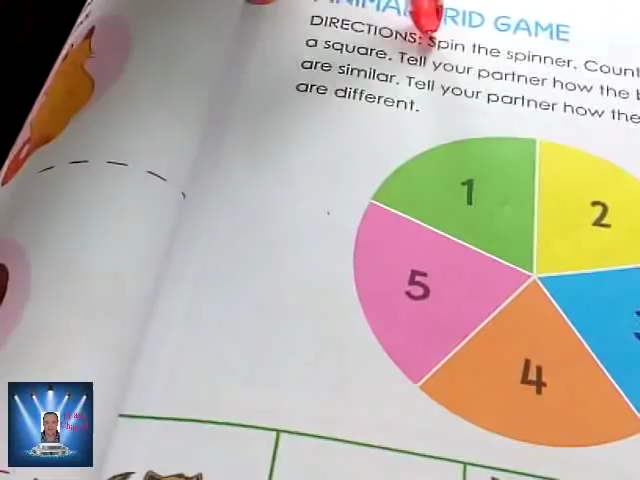 ANIMAL GRID GAME
DIRECTIONS: Spin the spinner. Count
a square. Tell your partner how the
are similar. Tell your partner how the
are different.
1
2
5
4